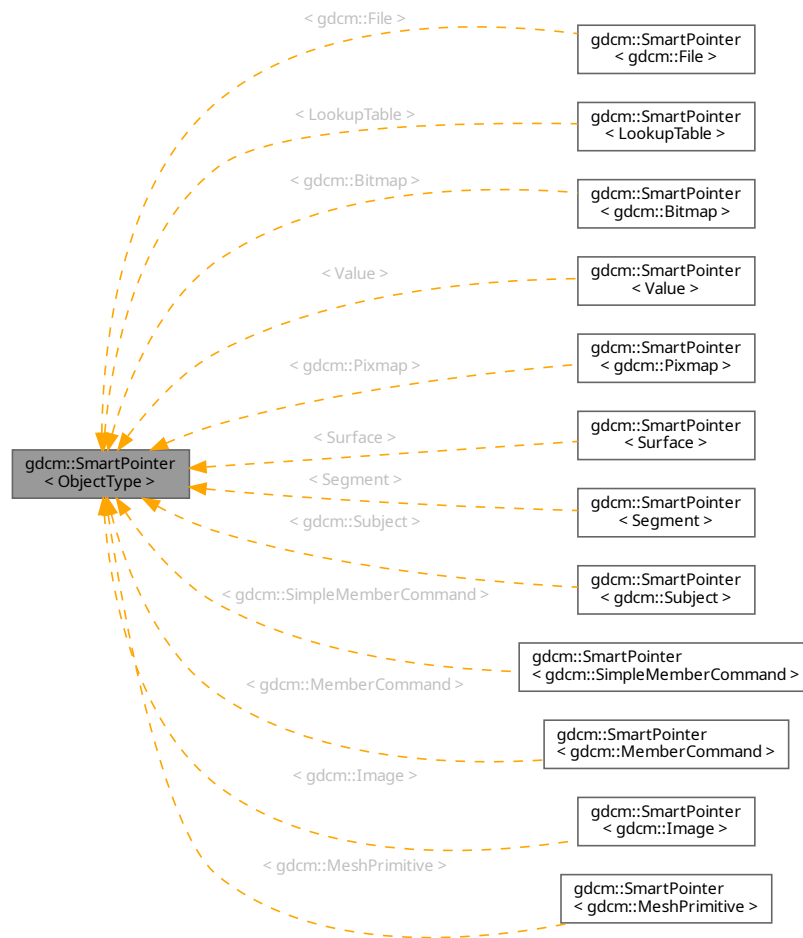 < gdcm::File >
gdcm::SmartPointer
< gdcm::File >
< LookupTable >
gdcm::SmartPointer
< LookupTable >
< gdcm::Bitmap >
gdcm::SmartPointer
< gdcm::Bitmap >
< Value >
gdcm::SmartPointer
< Value >
< gdcm::Pixmap >
gdcm::SmartPointer
< gdcm::Pixmap >
< Surface >
gdcm::SmartPointer
< Surface >
gdcm::SmartPointer
< ObjectType >
< Segment >
gdcm::SmartPointer
< Segment >
< gdcm::Subject >
gdcm::SmartPointer
< gdcm::Subject >
< gdcm::SimpleMemberCommand >
gdcm::SmartPointer
< gdcm::SimpleMemberCommand >
< gdcm::MemberCommand >
gdcm::SmartPointer
< gdcm::MemberCommand >
< gdcm::Image >
gdcm::SmartPointer
< gdcm::Image >
< gdcm::MeshPrimitive >
gdcm::SmartPointer
< gdcm::MeshPrimitive >